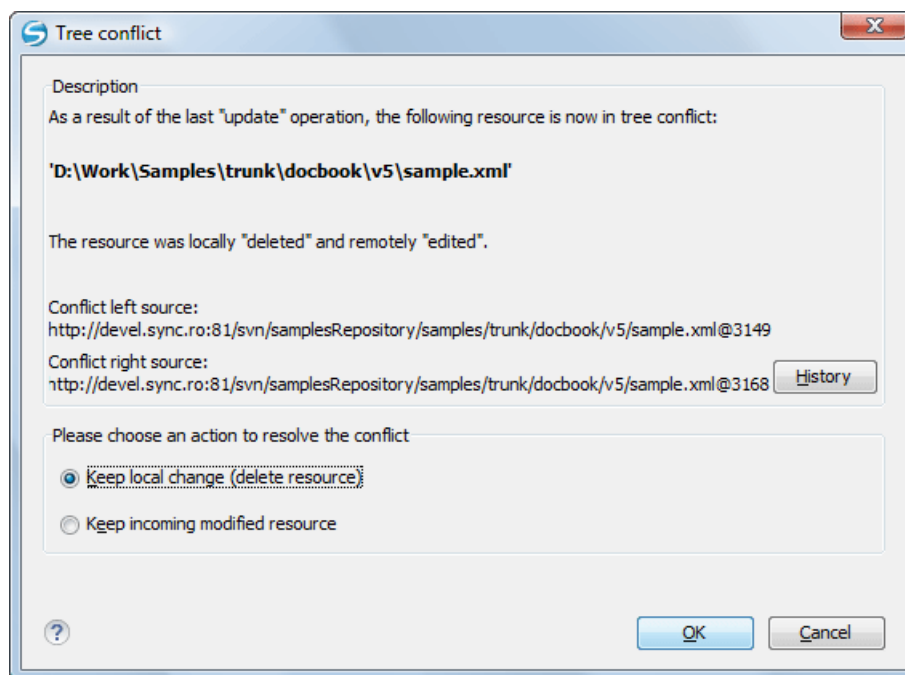 Tree conflict
Description
As a result of the last "update" operation, the following resource is now in tree conflict:
'D:\Work\Samples\trunk\docbook\v5\sample.xml'
The resource was locally "deleted" and remotely "edited".
Conflict left source:
http://devel.sync.ro:81/svn/samplesRepository/samples/trunk/docbook/v5/sample.xml@3149
Conflict right source:
http://devel.sync.ro:81/svn/samplesRepository/samples/trunk/docbook/v5/sample.xml@3168
History
Please choose an action to resolve the conflict
Keep local change (delete resource)
Keep incoming modified resource
?
OK
Cancel